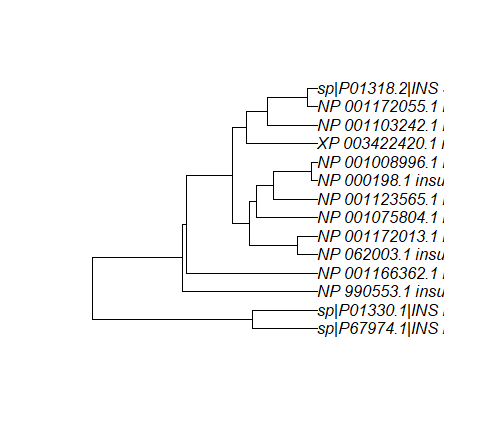 sp|P01318.2|INS
NP 001172055.1
NP 001103242.1
XP 003422420.1
NP 001008996.1
NP 000198.1 insu
NP 001123565.1
NP 001075804.1
NP 001172013.1
NP 062003.1 insu
NP 001166362.1
NP 990553.1 insu
sp|P01330.1|INS
sp|P67974.1|INS